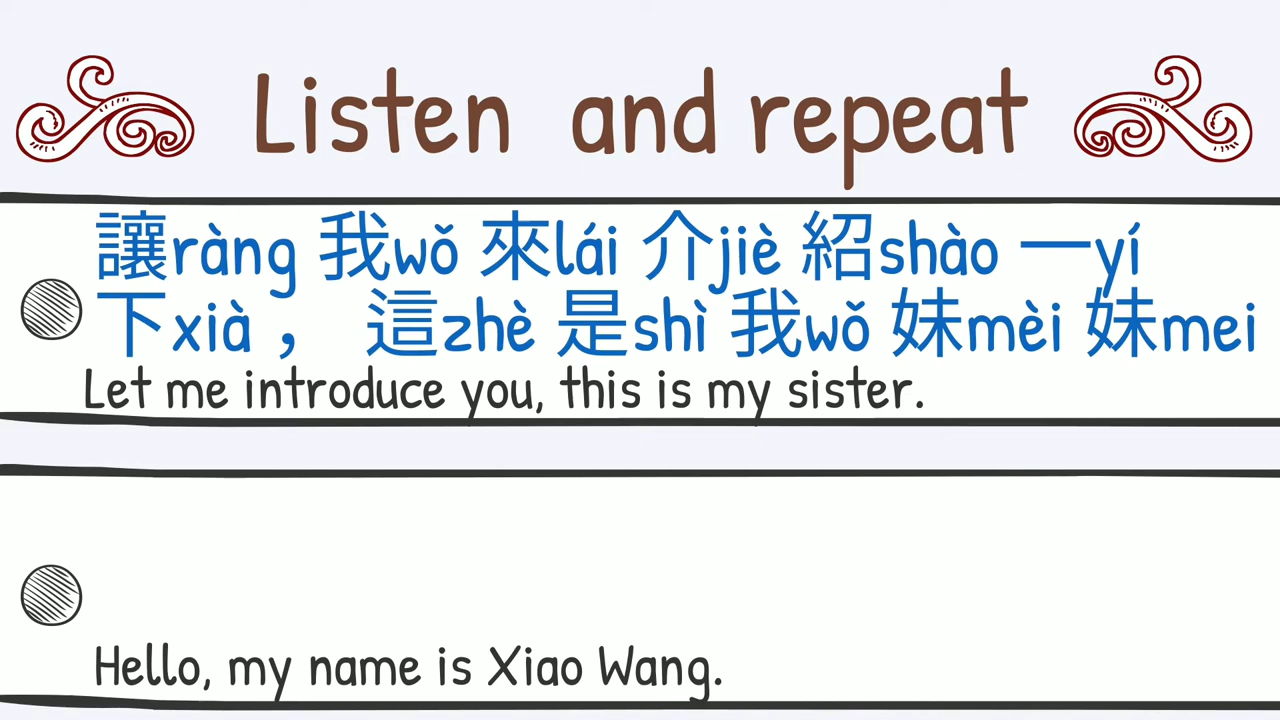 Listen and repeat
讓ràng 我wǒ 來lái 介jiè 紹shào 一yí
下xià， 這zhè 是shì 我wǒ 妹mèi 妹mei
Let me introduce you, this is my sister.
Hello, my name is Xiao Wang.